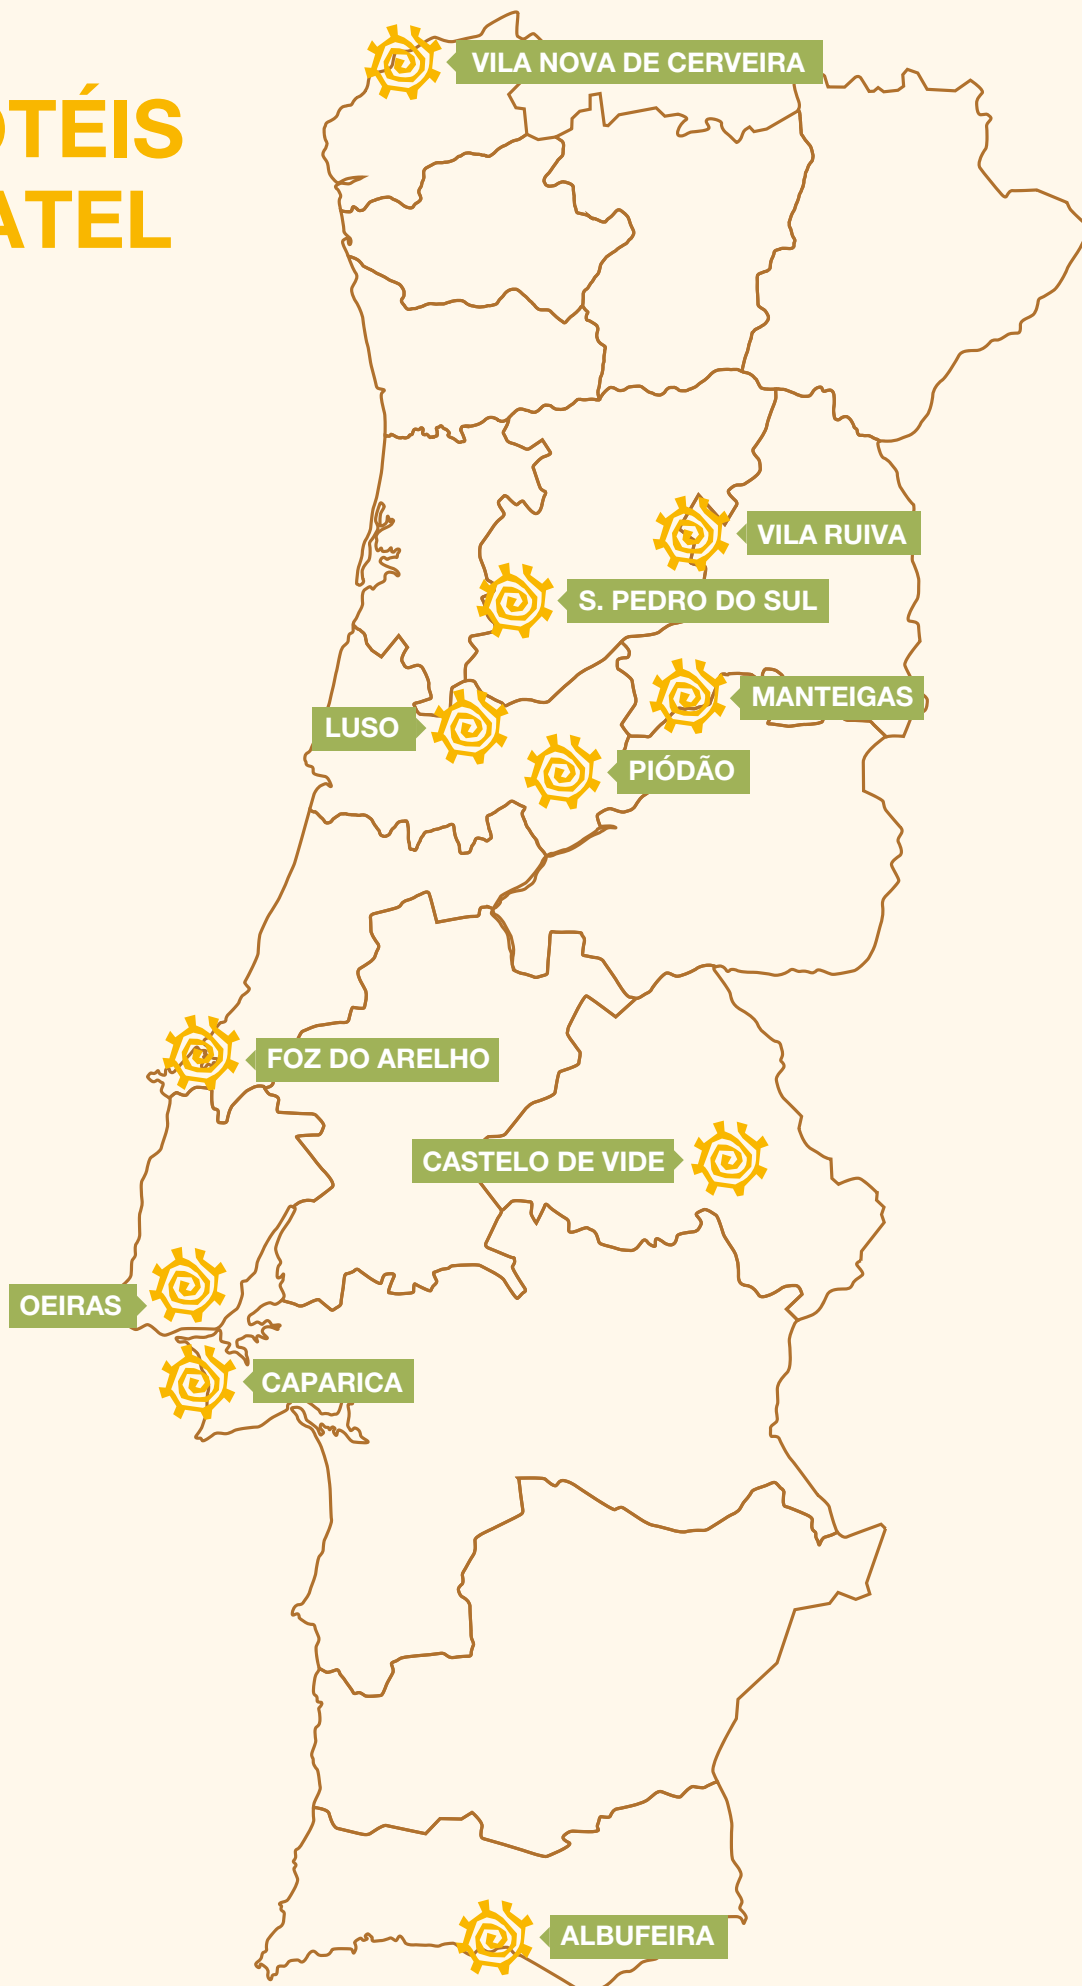 OTÉIS
ATEL
VILA NOVA DE CERVEIRA
VILA RUIVA
S. PEDRO DO SUL
MANTEIGAS
LUSO
PIÓDÃO
FOZ DO ARELHO
CASTELO DE VIDE
OEIRAS
CAPARICA
ALBUFEIRA